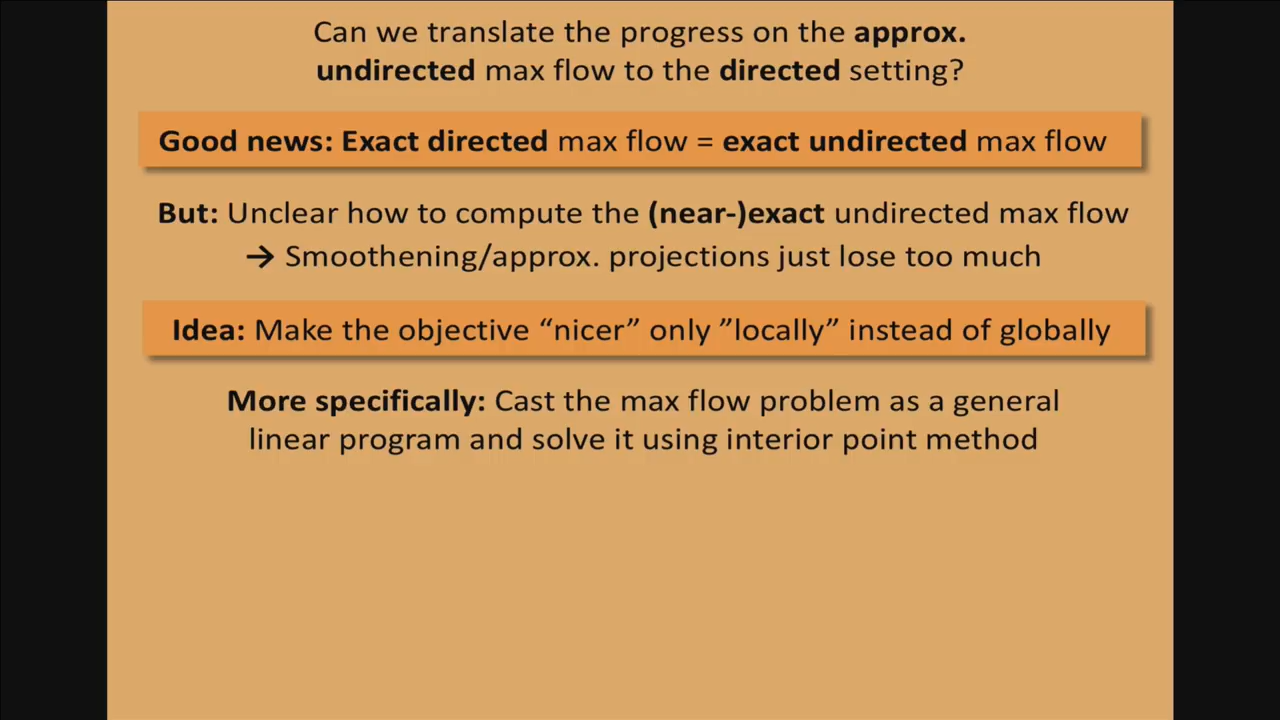 Can we translate the progress on the approx.
undirected max flow to the directed setting?
Good news: Exact directed max flow = exact undirected max flow
But: Unclear how to compute the (near-)exact undirected max flow
→ Smoothening/approx. projections just lose too much
Idea: Make the objective “nicer” only ”locally” instead of globally
More specifically: Cast the max flow problem as a general
linear program and solve it using interior point method